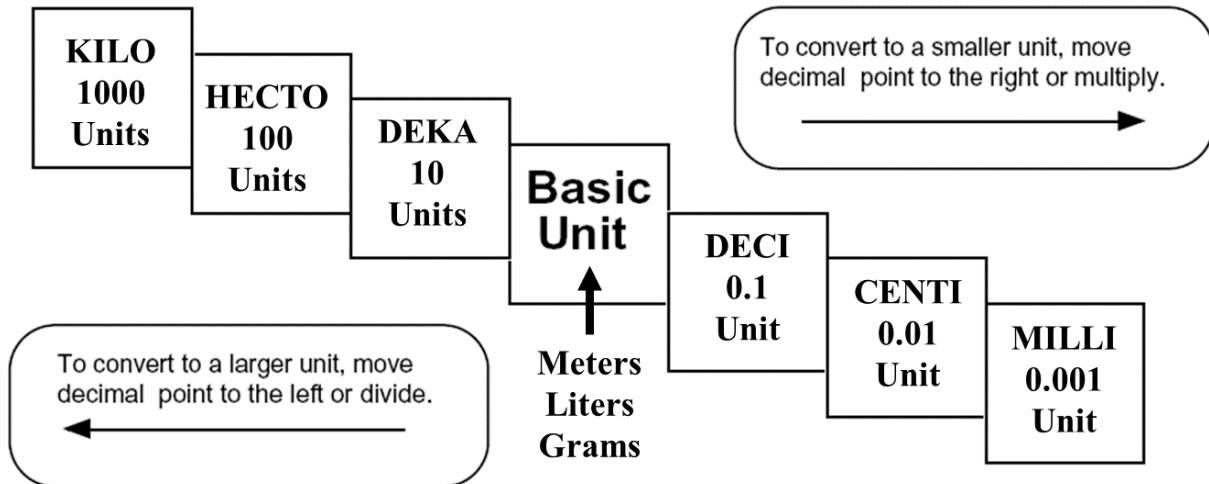 KILO
1000
Units
HECTO
100
Units
DEKA
10
Units
Basic
Unit
DECI
0.1
Unit
CENTI
0.01
Unit
MILLI
0.001
Unit
To convert to a smaller unit, move
decimal point to the right or multiply.
To convert to a larger unit, move
decimal point to the left or divide.
Meters
Liters
Grams